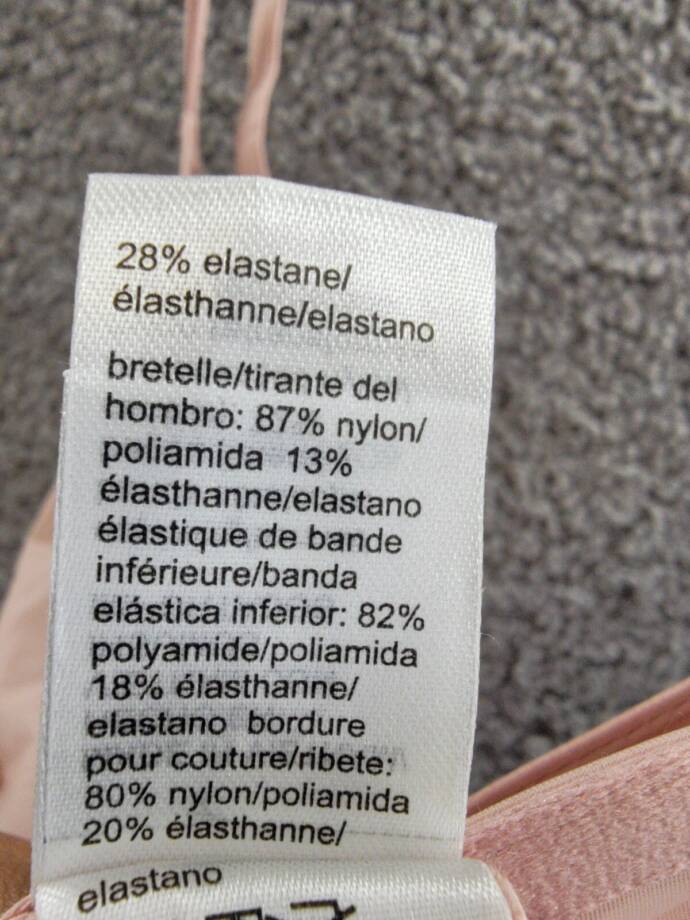 28% elastane/
élasthanne/elastano
bretelle/tirante del
hombro: 87% nylon/
poliamida 13%
élasthanne/elastano
élastique de bande
inférieure/banda
elástica inferior: 82%
polyamide/poliamida
18% élasthanne/
elastano bordure
pour couture/ribete:
80% nylon/poliamida
20% élasthanne/
elastano